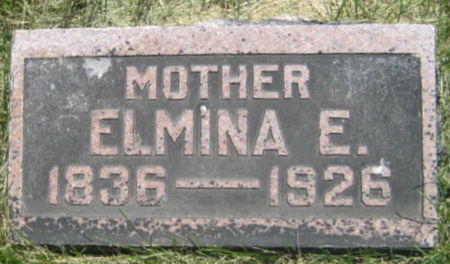 MOTHER
ELMINA E.
1836 — 1926